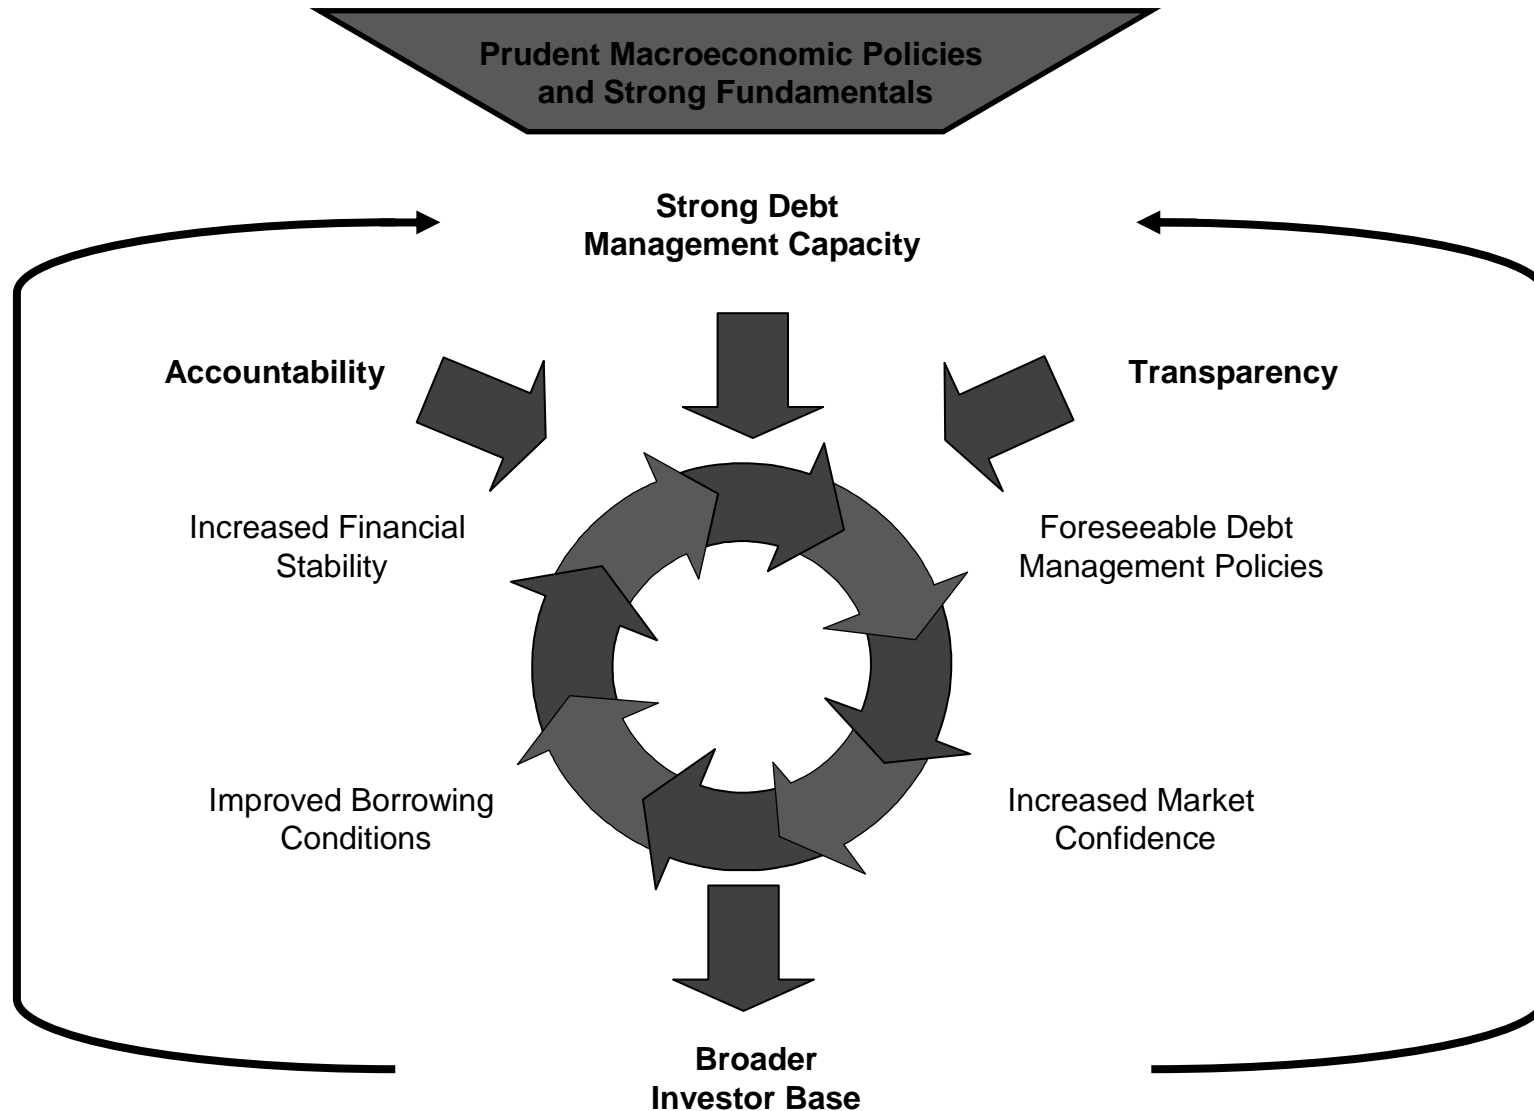 Prudent Macroeconomic Policies
and Strong Fundamentals
Strong Debt
Management Capacity
Accountability
Transparency
Increased Financial
Stability
Foreseeable Debt
Management Policies
Improved Borrowing
Conditions
Increased Market
Confidence
Broader
Investor Base